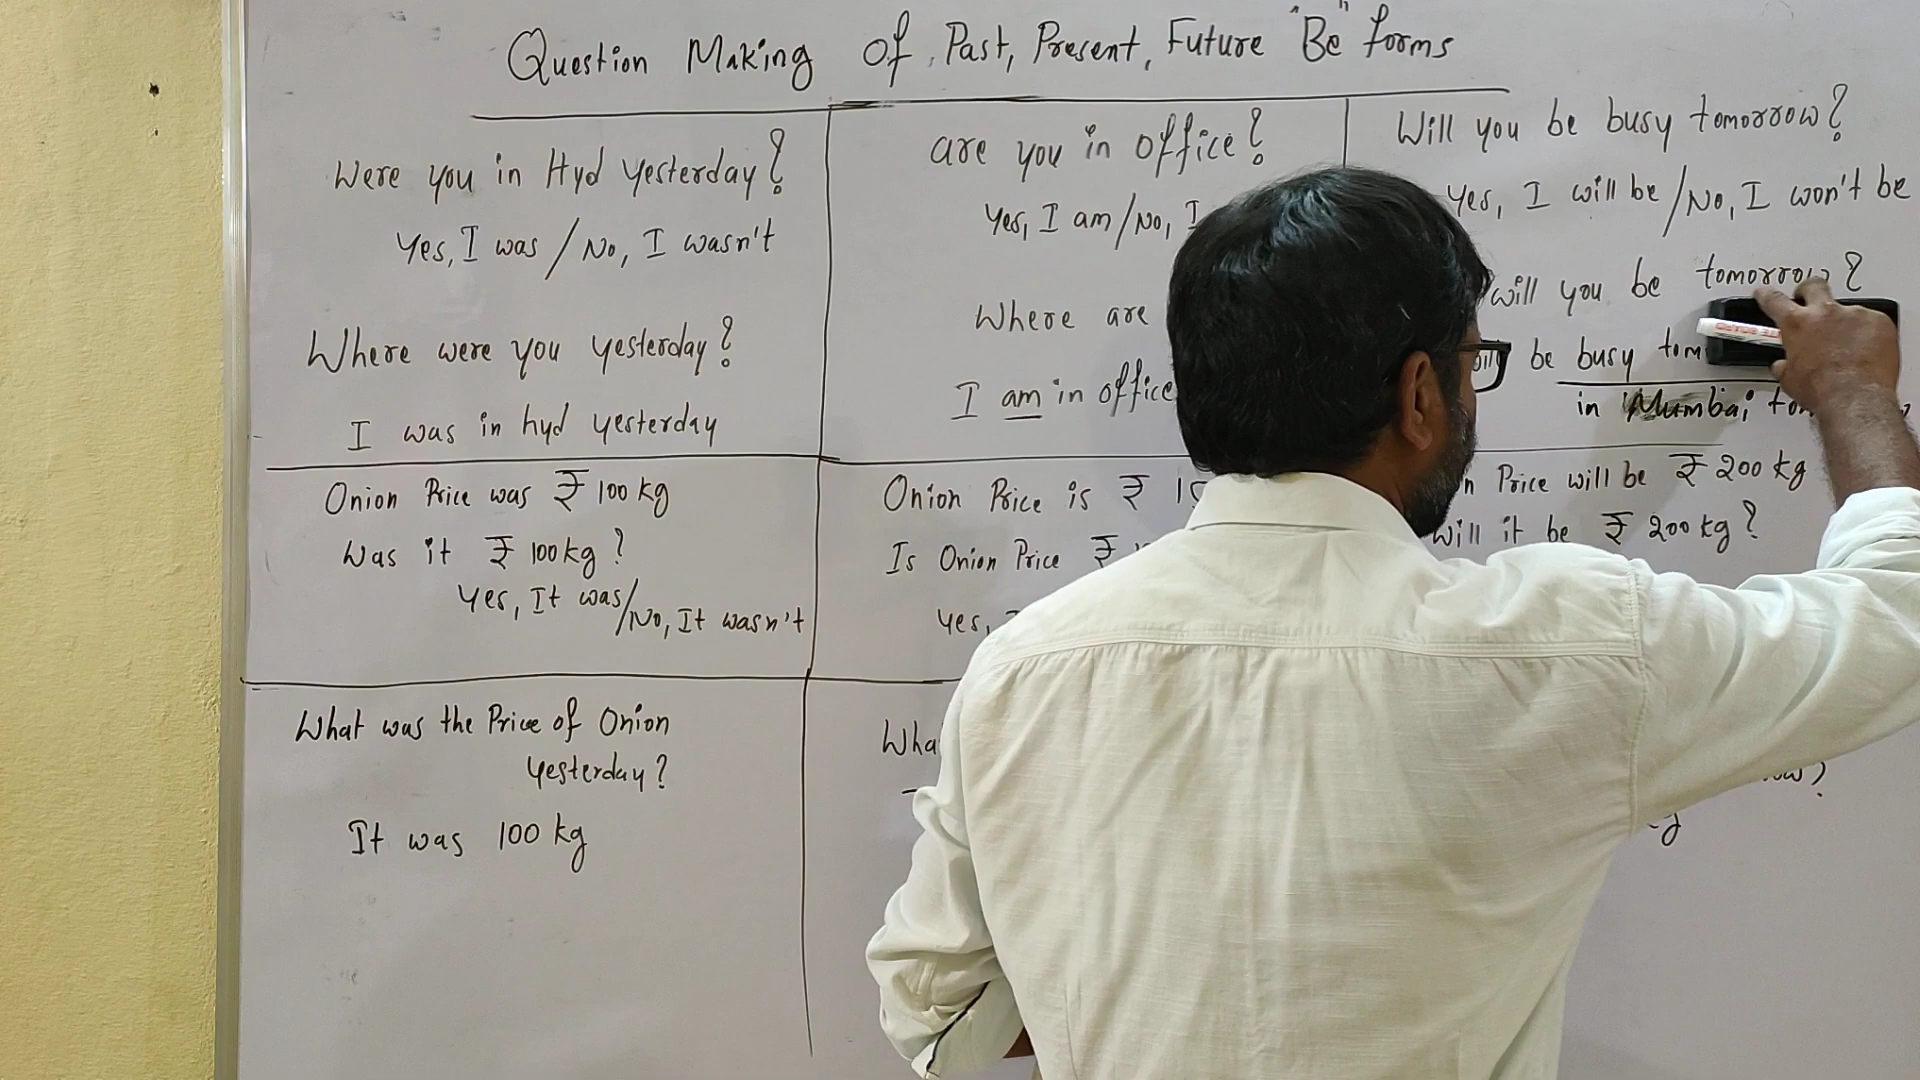 Question Making Of, Past, Present, Future "Be" forms
Were you in Hyd yesterday?
Yes, I was / No, I wasn't
Where were you yesterday?
I was in hyd yesterday
are you in office?
Yes, I am / No, I
Where are
I am in office
Will you be busy tomorrow?
Yes, I will be / No, I won't be
will you be tomorrow?
be busy
in Mumbai
Onion Price was ₹ 100 kg
Was it ₹ 100 kg?
Yes, It was / No, It wasn't
Onion Price is ₹
Is Onion Price ₹
Yes,
Price will be ₹ 200 kg
Will it be ₹ 200 kg?
What was the Price of Onion
Yesterday?
It was 100 kg